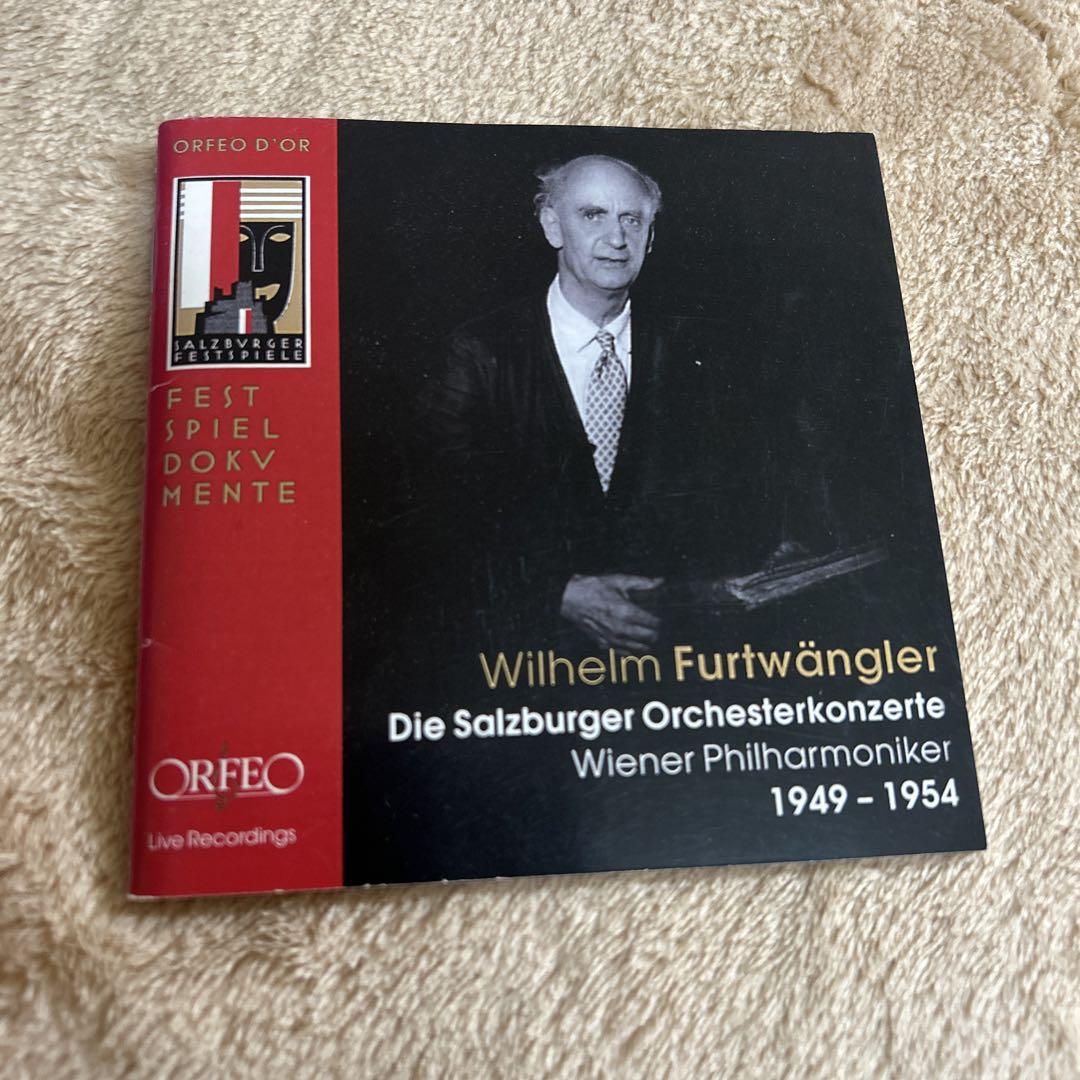 ORFEO D'OR
SALZBVRGER
FESTSPIELE
FEST
SPIEL
DOKV
MENTE
ORFEO
Live Recordings
Wilhelm Furtwängler
Die Salzburger Orchesterkonzerte
Wiener Philharmoniker
1949 – 1954